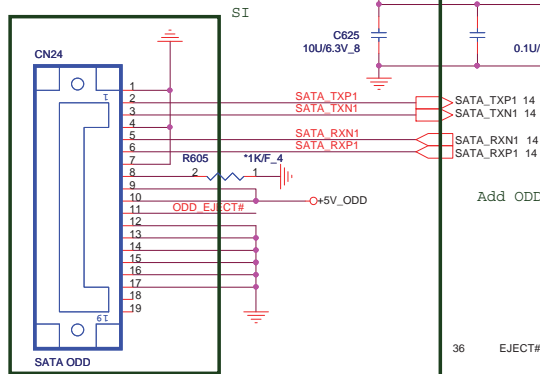 SI
CN24
C625
10U/6.3V_8
0.1U/
1
1
2
3
4
5
6
7
8
9
10
11
12
13
14
15
16
17
18
19
19
SATA_TXP1
SATA_TXN1
SATA_RXN1
SATA_RXP1
SATA_TXP1 14
SATA_TXN1 14
SATA_RXN1 14
SATA_RXP1 14
R605
*1K/F_4
2
1
+5V_ODD
ODD_EJECT#
Add ODD
36 EJECT#
SATA ODD